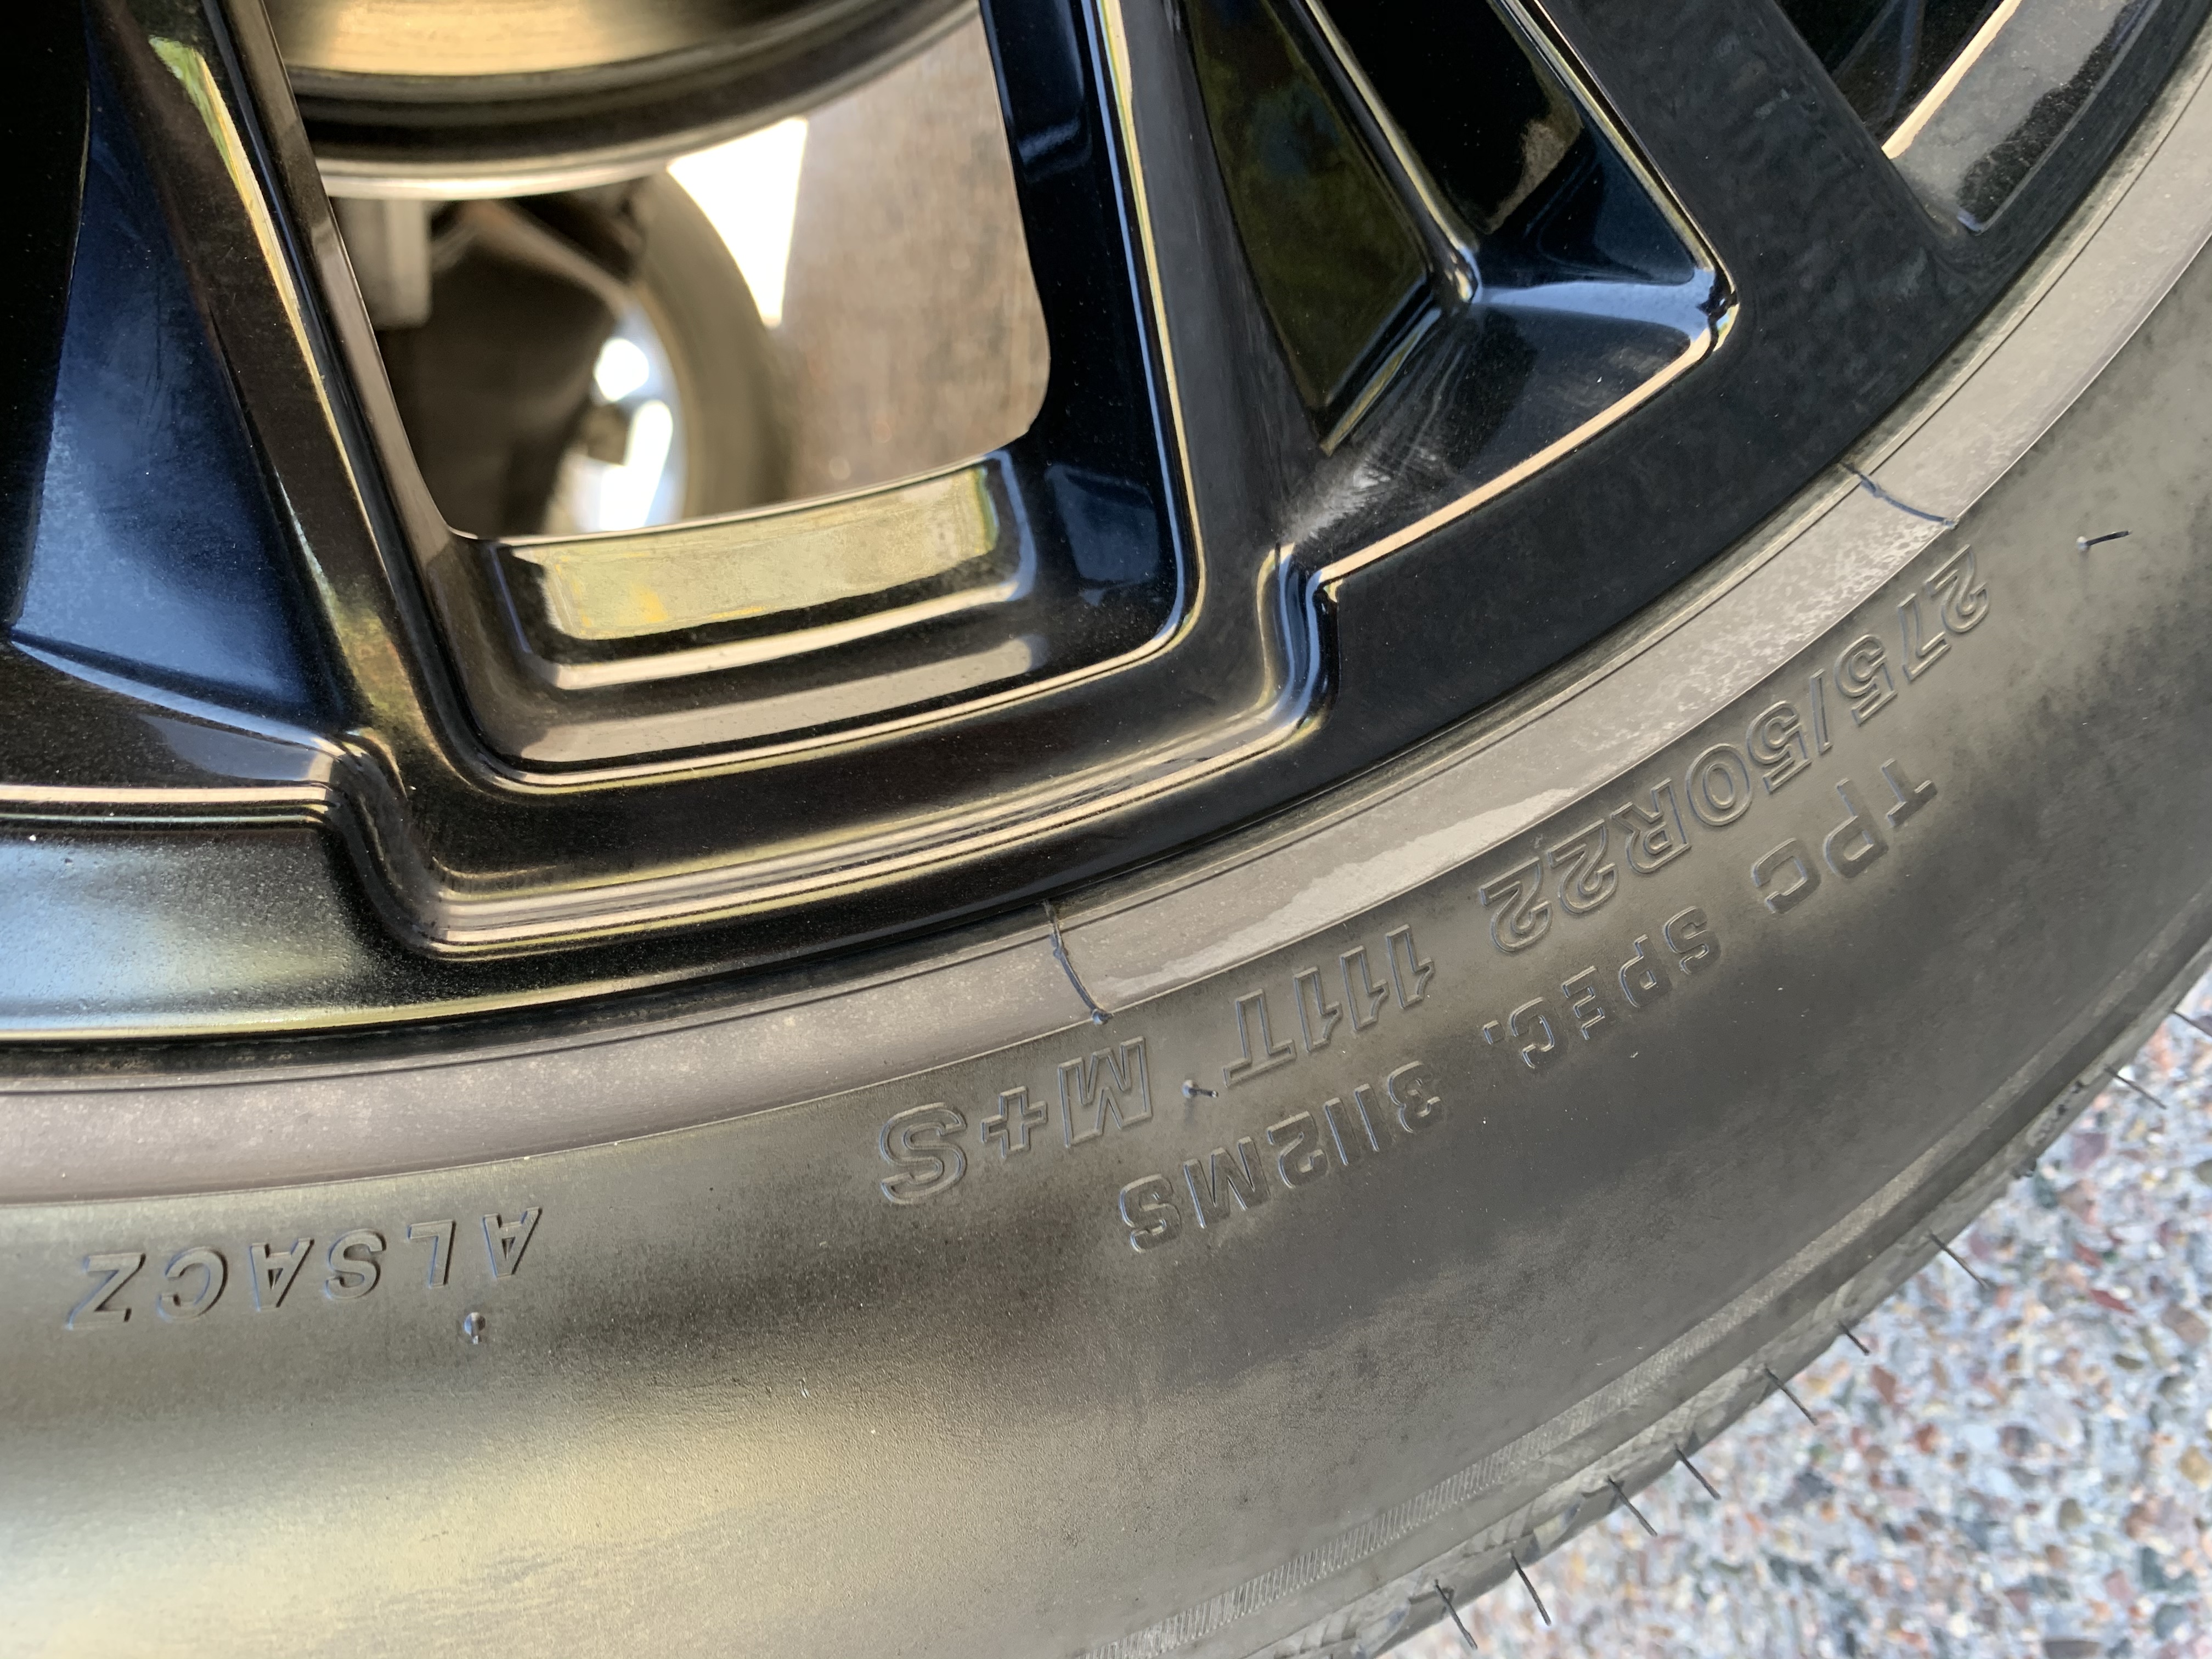 275/50R22 111T M+S
TPC SPEC. 3112MS
ALSACZ